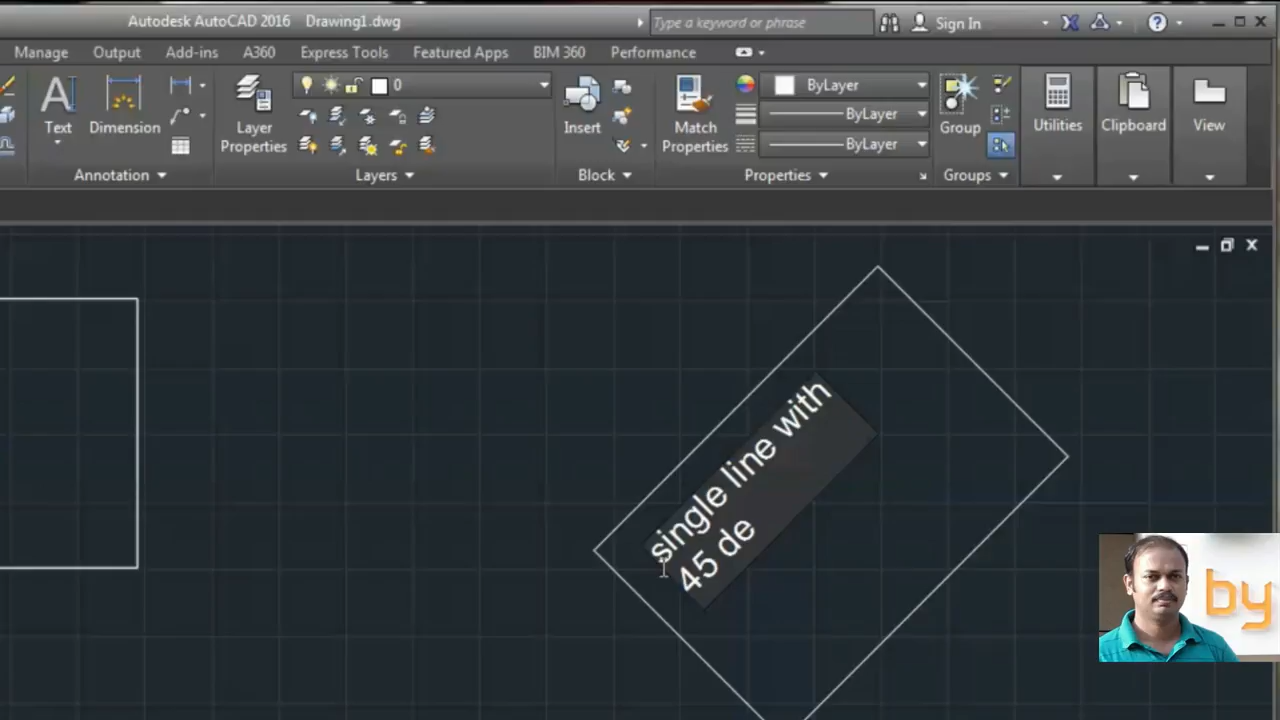 Autodesk AutoCAD 2016 Drawing1.dwg
Type a keyword or phrase
Sign In
?
Manage Output Add-ins A360 Express Tools Featured Apps BIM 360 Performance
A Text
Dimension
Layer Properties
0
Insert
Match Properties
ByLayer
ByLayer
ByLayer
Group
Utilities
Clipboard
View
Annotation Layers Block Properties Groups
single line with
45 de
by